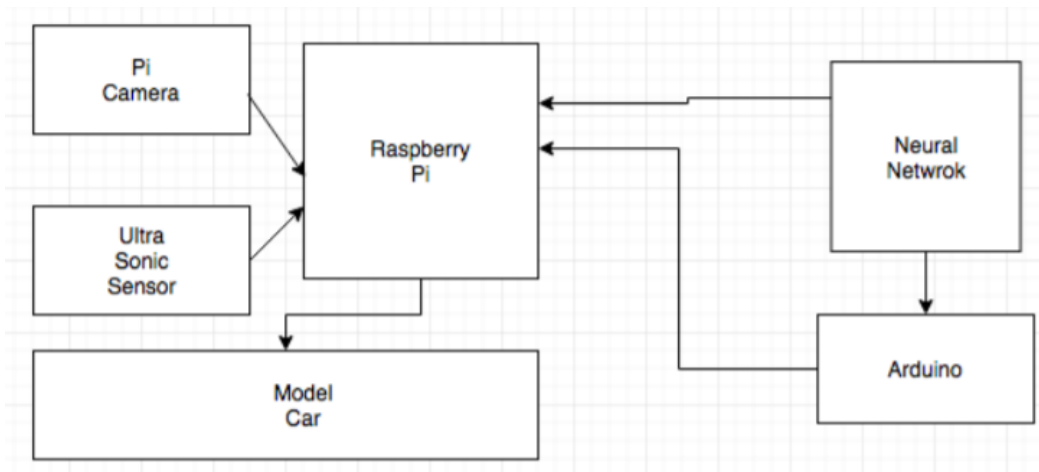 Pi
Camera
Raspberry
Pi
Neural
Netwrok
Ultra
Sonic
Sensor
Arduino
Model
Car